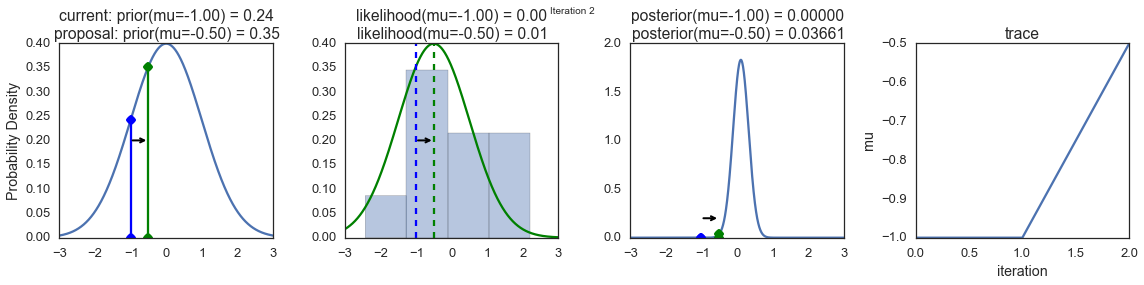 current: prior(mu=-1.00) = 0.24
proposal: prior(mu=-0.50) = 0.35
Probability Density
0.40
0.35
0.30
0.25
0.20
0.15
0.10
0.05
0.00
−3 −2 −1 0 1 2 3
likelihood(mu=-1.00) = 0.00
likelihood(mu=-0.50) = 0.01
Iteration 2
0.40
0.35
0.30
0.25
0.20
0.15
0.10
0.05
0.00
−3 −2 −1 0 1 2 3
posterior(mu=-1.00) = 0.00000
posterior(mu=-0.50) = 0.03661
2.0
1.5
1.0
0.5
0.0
−3 −2 −1 0 1 2 3
trace
mu
−0.5
−0.6
−0.7
−0.8
−0.9
−1.0
0.0 0.5 1.0 1.5 2.0
iteration